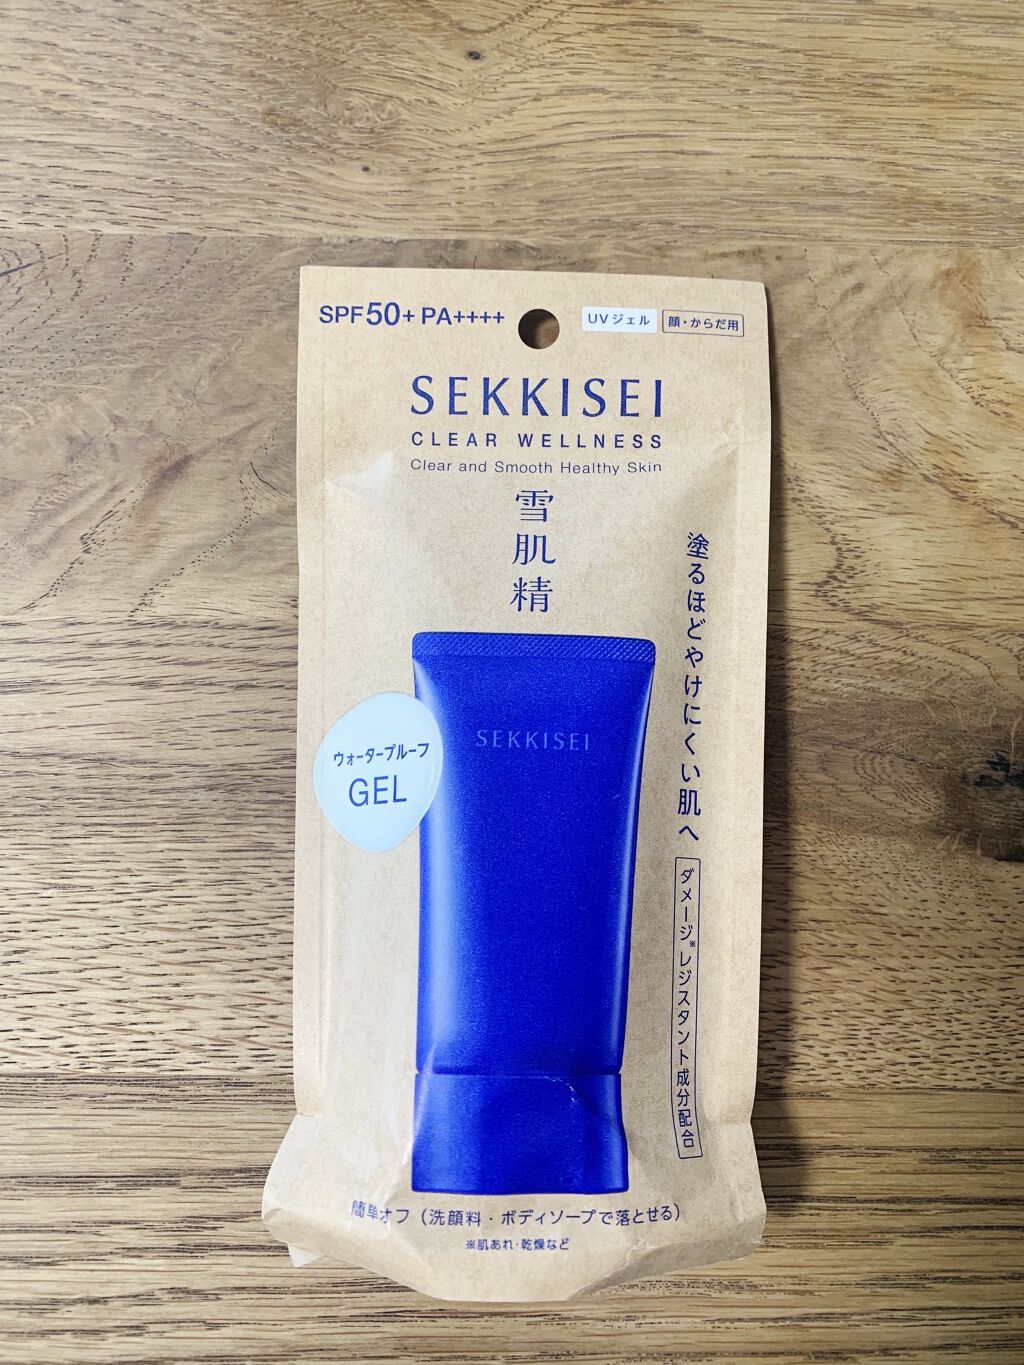 SPF50+ PA++++
UVジェル
顔・からだ用
SEKKISEI
CLEAR WELLNESS
Clear and Smooth Healthy Skin
雪肌精
塗るほどやけにくい肌へ
ダメージ※レジスタント成分配合
SEKKISEI
ウォータープルーフ
GEL
簡単オフ（洗顔料・ボディソープで落とせる）
※肌あれ・乾燥など